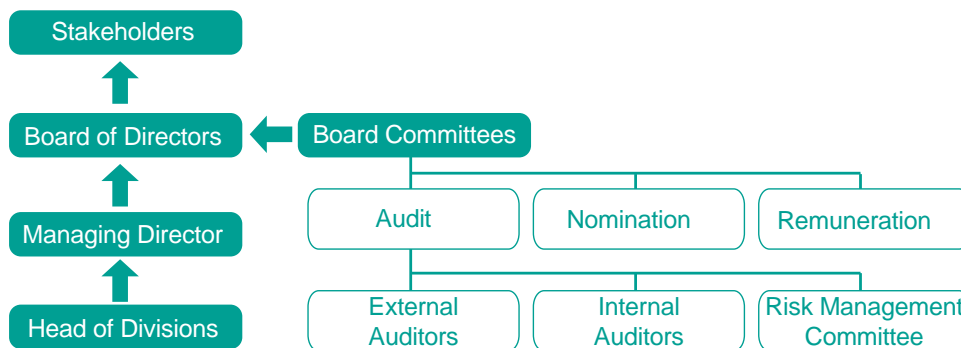 Stakeholders
Board of Directors
Board Committees
Audit
Nomination
Remuneration
Managing Director
External
Auditors
Internal
Auditors
Risk Management
Committee
Head of Divisions